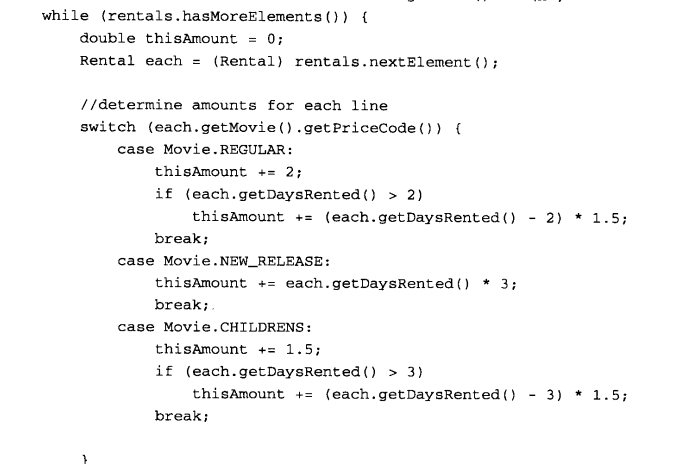 while (rentals.hasMoreElements()) {
double thisAmount = 0;
Rental each = (Rental) rentals.nextElement();
//determine amounts for each line
switch (each.getMovie().getPriceCode()) {
case Movie.REGULAR:
thisAmount += 2;
if (each.getDaysRented() > 2)
thisAmount += (each.getDaysRented() - 2) * 1.5;
break;
case Movie.NEW_RELEASE:
thisAmount += each.getDaysRented() * 3;
break;
case Movie.CHILDRENS:
thisAmount += 1.5;
if (each.getDaysRented() > 3)
thisAmount += (each.getDaysRented() - 3) * 1.5;
break;
}